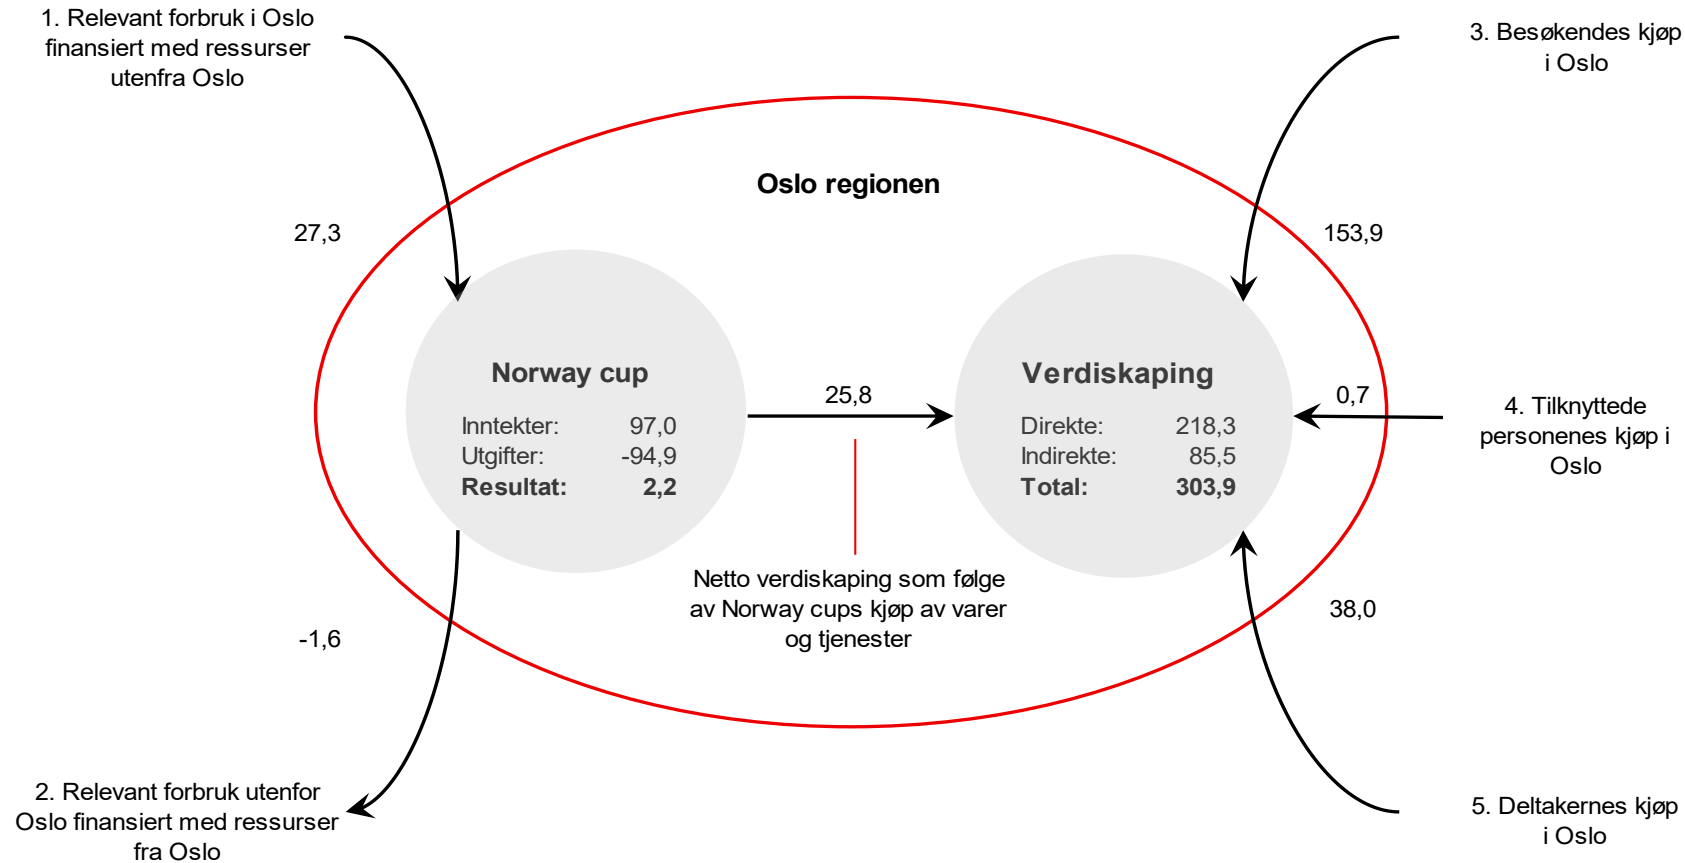 1. Relevant forbruk i Oslo
finansiert med ressurser
utenfra Oslo
3. Besøkendes kjøp
i Oslo
Oslo regionen
27,3
153,9
Norway cup
Inntekter: 97,0
Utgifter: -94,9
Resultat: 2,2
25,8
Verdiskaping
Direkte: 218,3
Indirekte: 85,5
Total: 303,9
0,7
4. Tilknyttede
personenes kjøp i
Oslo
Netto verdiskaping som følge
av Norway cups kjøp av varer
og tjenester
-1,6
38,0
2. Relevant forbruk utenfor
Oslo finansiert med ressurser
fra Oslo
5. Deltakernes kjøp
i Oslo